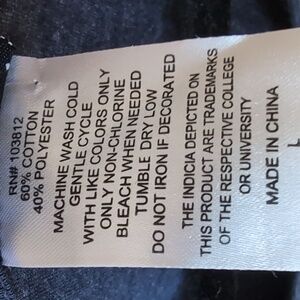 RN# 103812
60% COTTON
40% POLYESTER
MACHINE WASH COLD
GENTLE CYCLE
WITH LIKE COLORS ONLY
ONLY NON-CHLORINE
BLEACH WHEN NEEDED
TUMBLE DRY LOW
DO NOT IRON IF DECORATED
THE INDICIA DEPICTED ON
THIS PRODUCT ARE TRADEMARKS
OF THE RESPECTIVE COLLEGE
OR UNIVERSITY
MADE IN CHINA
L